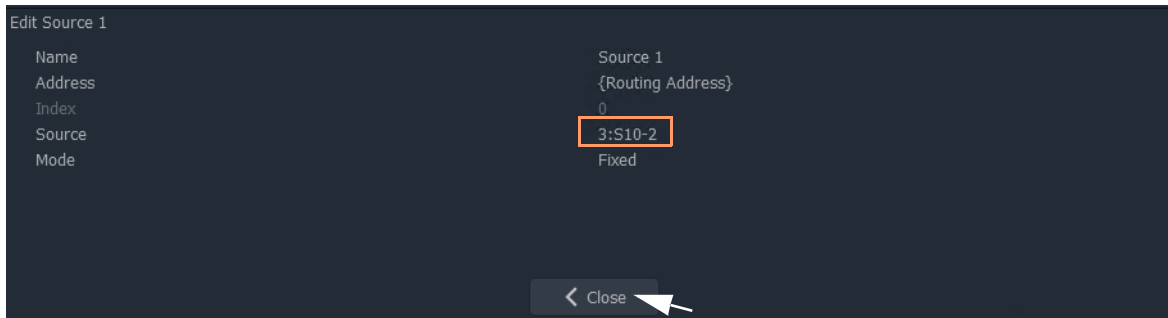 Edit Source 1
Name Source 1
Address {Routing Address}
Index 0
Source 3:S10-2
Mode Fixed
Close